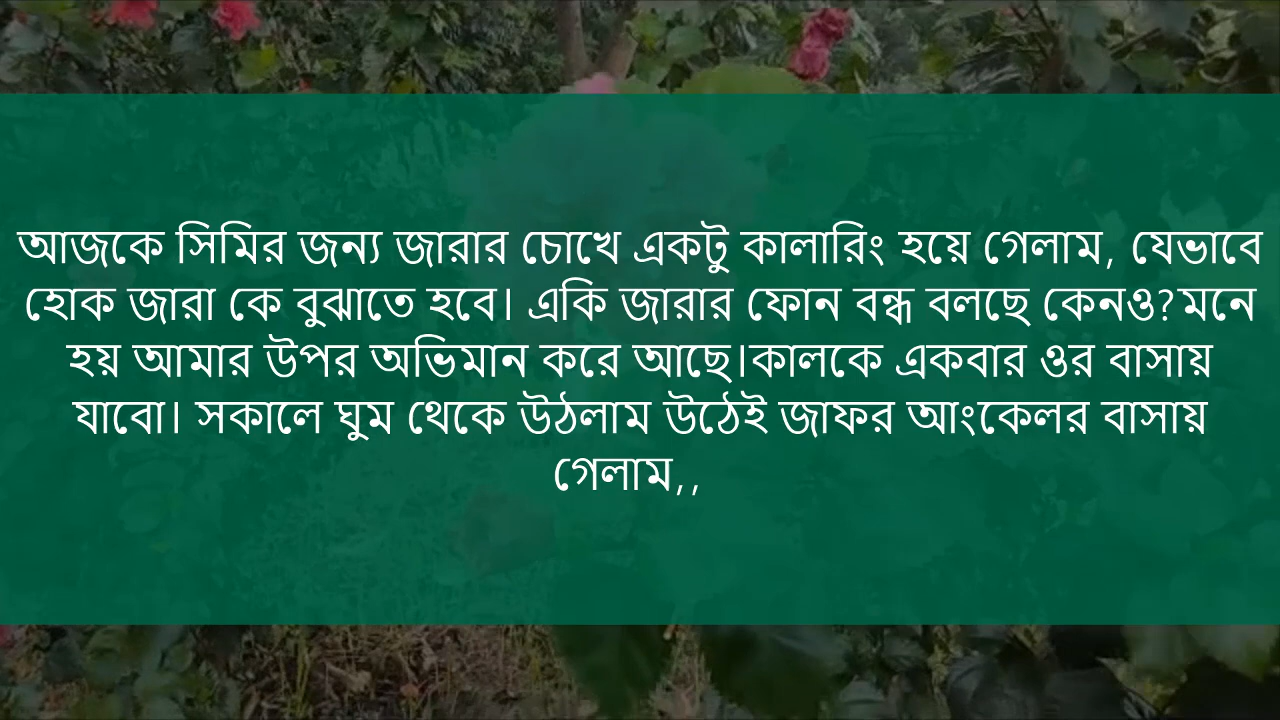 আজকে সিমির জন্য জারার চোখে একটু কালারিং হয়ে গেলাম, যেভাবে
হোক জারা কে বুঝাতে হবে। একি জারার ফোন বন্ধ বলছে কেনও?মনে
হয় আমার উপর অভিমান করে আছে।কালকে একবার ওর বাসায়
যাবো। সকালে ঘুম থেকে উঠলাম উঠেই জাফর আংকেলর বাসায়
গেলাম,,